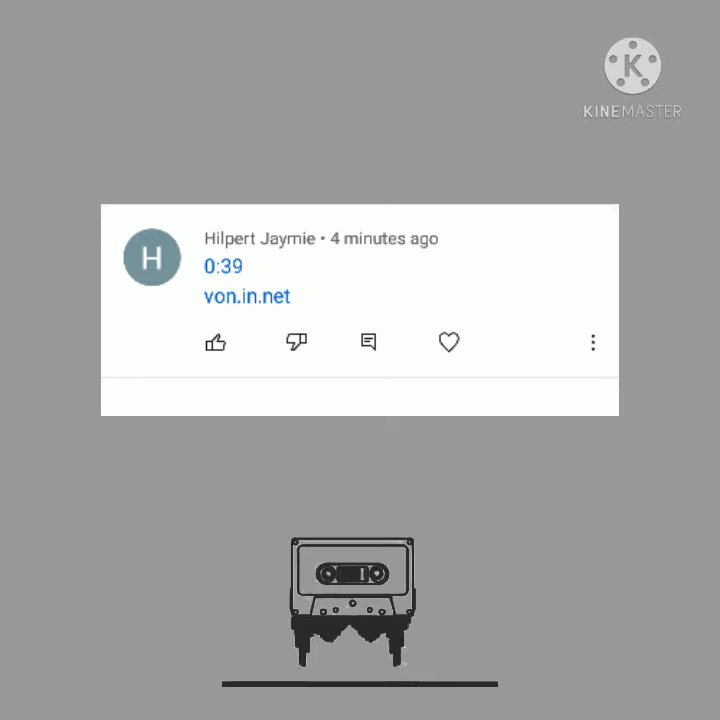 K
KINEMASTER
Hilpert Jaymie • 4 minutes ago
H
0:39
von.in.net